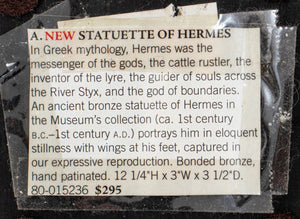 A. NEW STATUETTE OF HERMES
In Greek mythology, Hermes was the
messenger of the gods, the cattle rustler, the
inventor of the lyre, the guider of souls across
the River Styx, and the god of boundaries.
An ancient bronze statuette of Hermes in
the Museum's collection (ca. 1st century
B.C.–1st century A.D.) portrays him in eloquent
stillness with wings at his feet, captured in
our expressive reproduction. Bonded bronze,
hand patinated. 12 1/4"H x 3"W x 3 1/2"D.
80-015236 $295